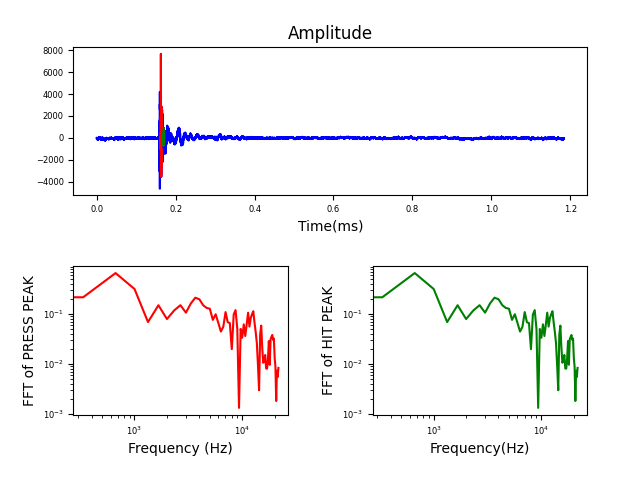 Amplitude
8000
6000
4000
2000
0
−2000
−4000
0.0 0.2 0.4 0.6 0.8 1.0 1.2
Time(ms)
FFT of PRESS PEAK
10⁻¹
10⁻²
10⁻³
10³ 10⁴
Frequency (Hz)
FFT of HIT PEAK
10⁻¹
10⁻²
10⁻³
10³ 10⁴
Frequency(Hz)